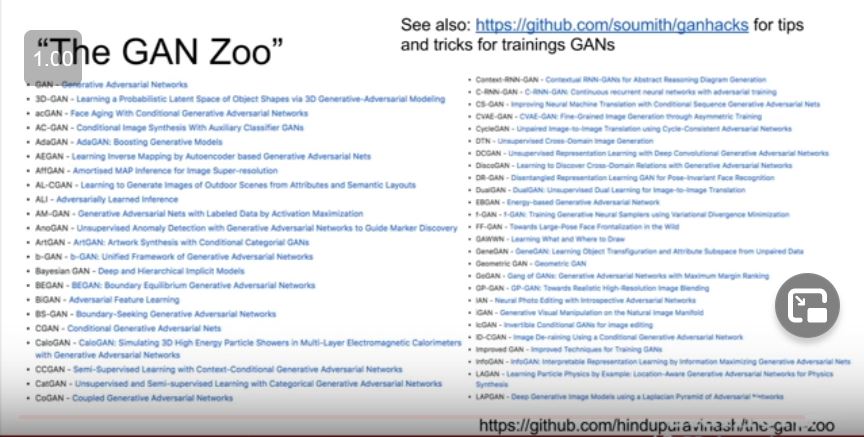 See also: https://github.com/soumith/ganhacks for tips
and tricks for trainings GANs
"The GAN Zoo"
1.00
• GAN - Generative Adversarial Networks
• 3D-GAN - Learning a Probabilistic Latent Space of Object Shapes via 3D Generative-Adversarial Modeling
• acGAN - Face Aging With Conditional Generative Adversarial Networks
• AC-GAN - Conditional Image Synthesis With Auxiliary Classifier GANs
• AdaGAN - AdaGAN: Boosting Generative Models
• AEGAN - Learning Inverse Mapping by Autoencoder based Generative Adversarial Nets
• AffGAN - Amortised MAP Inference for Image Super-resolution
• AL-CGAN - Learning to Generate Images of Outdoor Scenes from Attributes and Semantic Layouts
• ALI - Adversarially Learned Inference
• AM-GAN - Generative Adversarial Nets with Labeled Data by Activation Maximization
• AnoGAN - Unsupervised Anomaly Detection with Generative Adversarial Networks to Guide Marker Discovery
• ArtGAN - ArtGAN: Artwork Synthesis with Conditional Categorial GANs
• b-GAN - b-GAN: Unified Framework of Generative Adversarial Networks
• Bayesian GAN - Deep and Hierarchical Implicit Models
• BEGAN - BEGAN: Boundary Equilibrium Generative Adversarial Networks
• BiGAN - Adversarial Feature Learning
• BS-GAN - Boundary-Seeking Generative Adversarial Networks
• CGAN - Conditional Generative Adversarial Nets
• CaloGAN - CaloGAN: Simulating 3D High Energy Particle Showers in Multi-Layer Electromagnetic Calorimeters
with Generative Adversarial Networks
• CCGAN - Semi-Supervised Learning with Context-Conditional Generative Adversarial Networks
• CatGAN - Unsupervised and Semi-supervised Learning with Categorical Generative Adversarial Networks
• CoGAN - Coupled Generative Adversarial Networks
• Context-RNN-GAN - Contextual RNN-GANs for Abstract Reasoning Diagram Generation
• C-RNN-GAN - C-RNN-GAN: Continuous recurrent neural networks with adversarial training
• CS-GAN - Improving Neural Machine Translation with Conditional Sequence Generative Adversarial Nets
• CVAE-GAN - CVAE-GAN: Fine-Grained Image Generation through Asymmetric Training
• CycleGAN - Unpaired Image-to-Image Translation using Cycle-Consistent Adversarial Networks
• DTN - Unsupervised Cross-Domain Image Generation
• DCGAN - Unsupervised Representation Learning with Deep Convolutional Generative Adversarial Networks
• DiscoGAN - Learning to Discover Cross-Domain Relations with Generative Adversarial Networks
• DR-GAN - Disentangled Representation Learning GAN for Pose-Invariant Face Recognition
• DualGAN - DualGAN: Unsupervised Dual Learning for Image-to-Image Translation
• EBGAN - Energy-based Generative Adversarial Network
• f-GAN - f-GAN: Training Generative Neural Samplers using Variational Divergence Minimization
• FF-GAN - Towards Large-Pose Face Frontalization in the Wild
• GAWWN - Learning What and Where to Draw
• GeneGAN - GeneGAN: Learning Object Transfiguration and Attribute Subspace from Unpaired Data
• Geometric GAN - Geometric GAN
• GoGAN - Gang of GANs: Generative Adversarial Networks with Maximum Margin Ranking
• GP-GAN - GP-GAN: Towards Realistic High-Resolution Image Blending
• IAN - Neural Photo Editing with Introspective Adversarial Networks
• iGAN - Generative Visual Manipulation on the Natural Image Manifold
• IcGAN - Invertible Conditional GANs for image editing
• ID-CGAN - Image De-raining Using a Conditional Generative Adversarial Network
• Improved GAN - Improved Techniques for Training GANs
• InfoGAN - InfoGAN: Interpretable Representation Learning by Information Maximizing Generative Adversarial Nets
• LAGAN - Learning Particle Physics by Example: Location-Aware Generative Adversarial Networks for Physics
Synthesis
• LAPGAN - Deep Generative Image Models using a Laplacian Pyramid of Adversarial Networks
https://github.com/hindupuravinash/the-gan-zoo